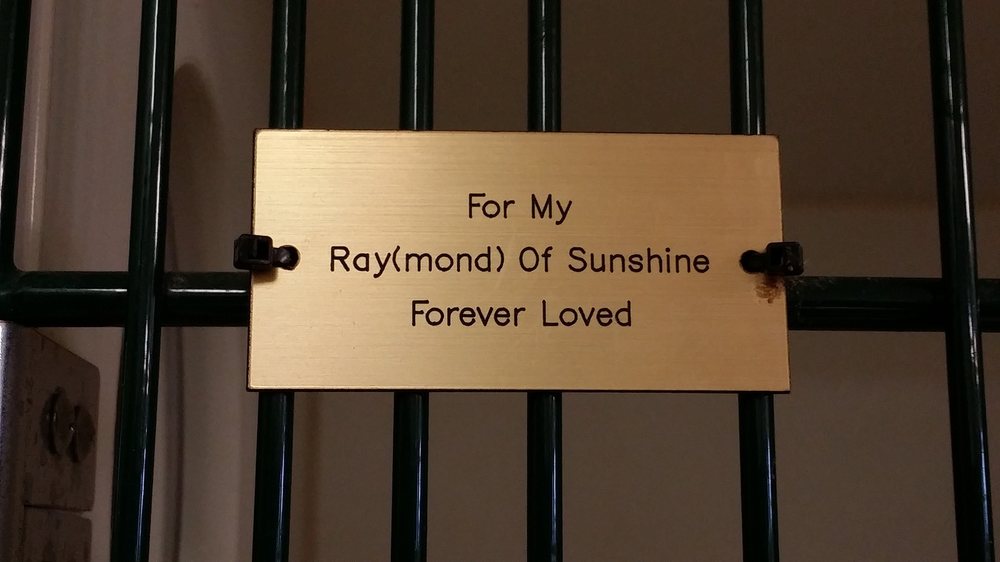 For My
Ray(mond) Of Sunshine
Forever Loved